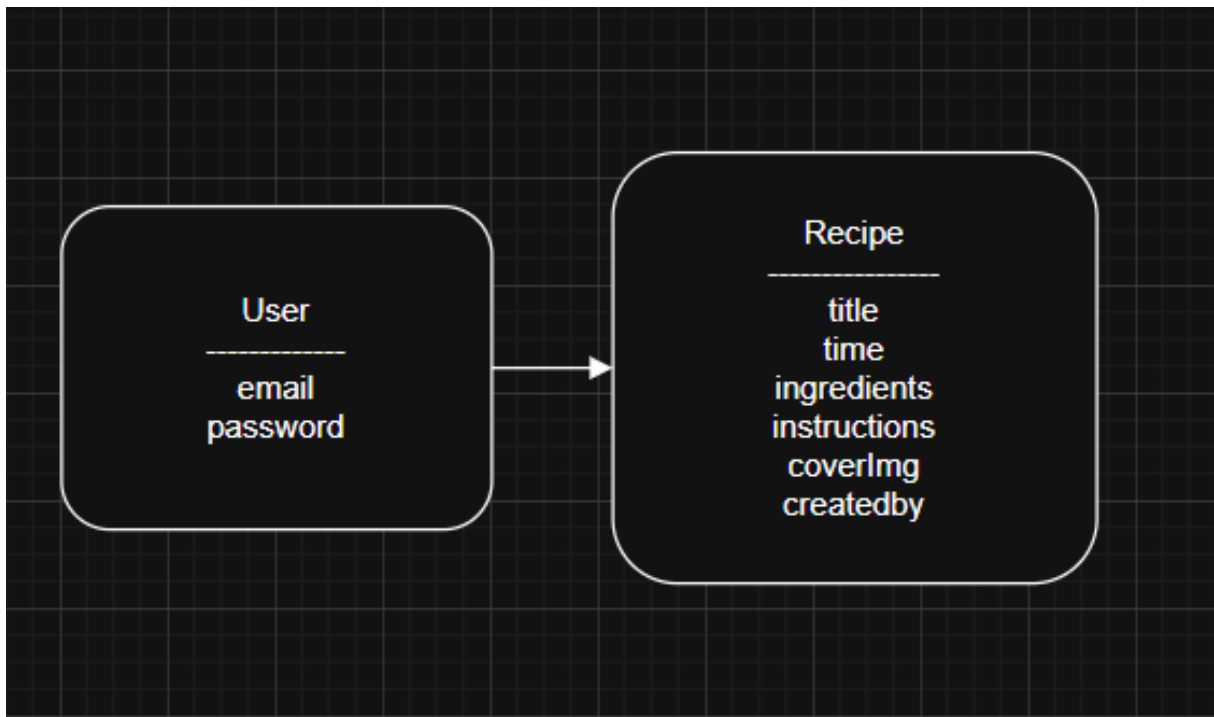 User
-------------
email
password
Recipe
----------------
title
time
ingredients
instructions
coverImg
createdby